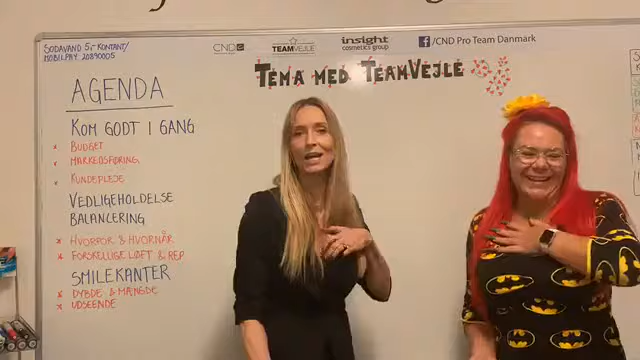 SODAVAND 5,- KONTANT/
MOBILPAY 20890005
CND
TEAMVEJLE
insight
cosmetics group
/CND Pro Team Danmark
TEMA MED TEAMVEJLE
AGENDA
KOM GODT I GANG
BUDGET
MARKEDSFØRING
KUNDEPLEJE
VEDLIGEHOLDELSE
BALANCERING
x HVORFOR & HVORNÅR
x FORSKELLIGE LØFT & REP
SMILEKANTER
x DYBDE & MÆNGDE
x UDSEENDE